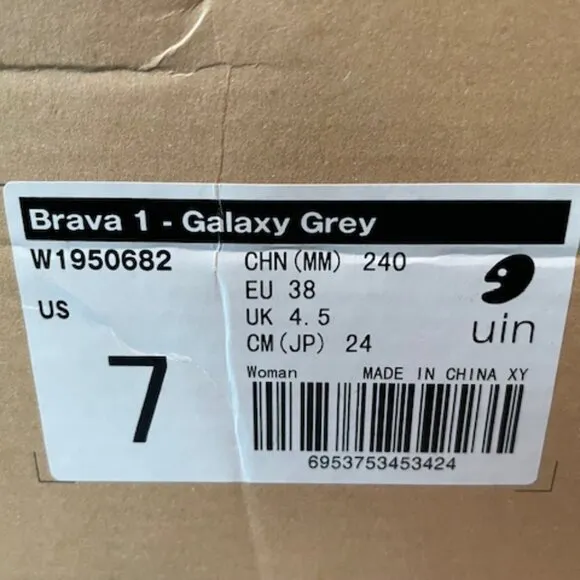 Brava 1 - Galaxy Grey
W1950682
US
7
CHN (MM) 240
EU 38
UK 4.5
CM (JP) 24
uin
Woman MADE IN CHINA XY
6953753453424